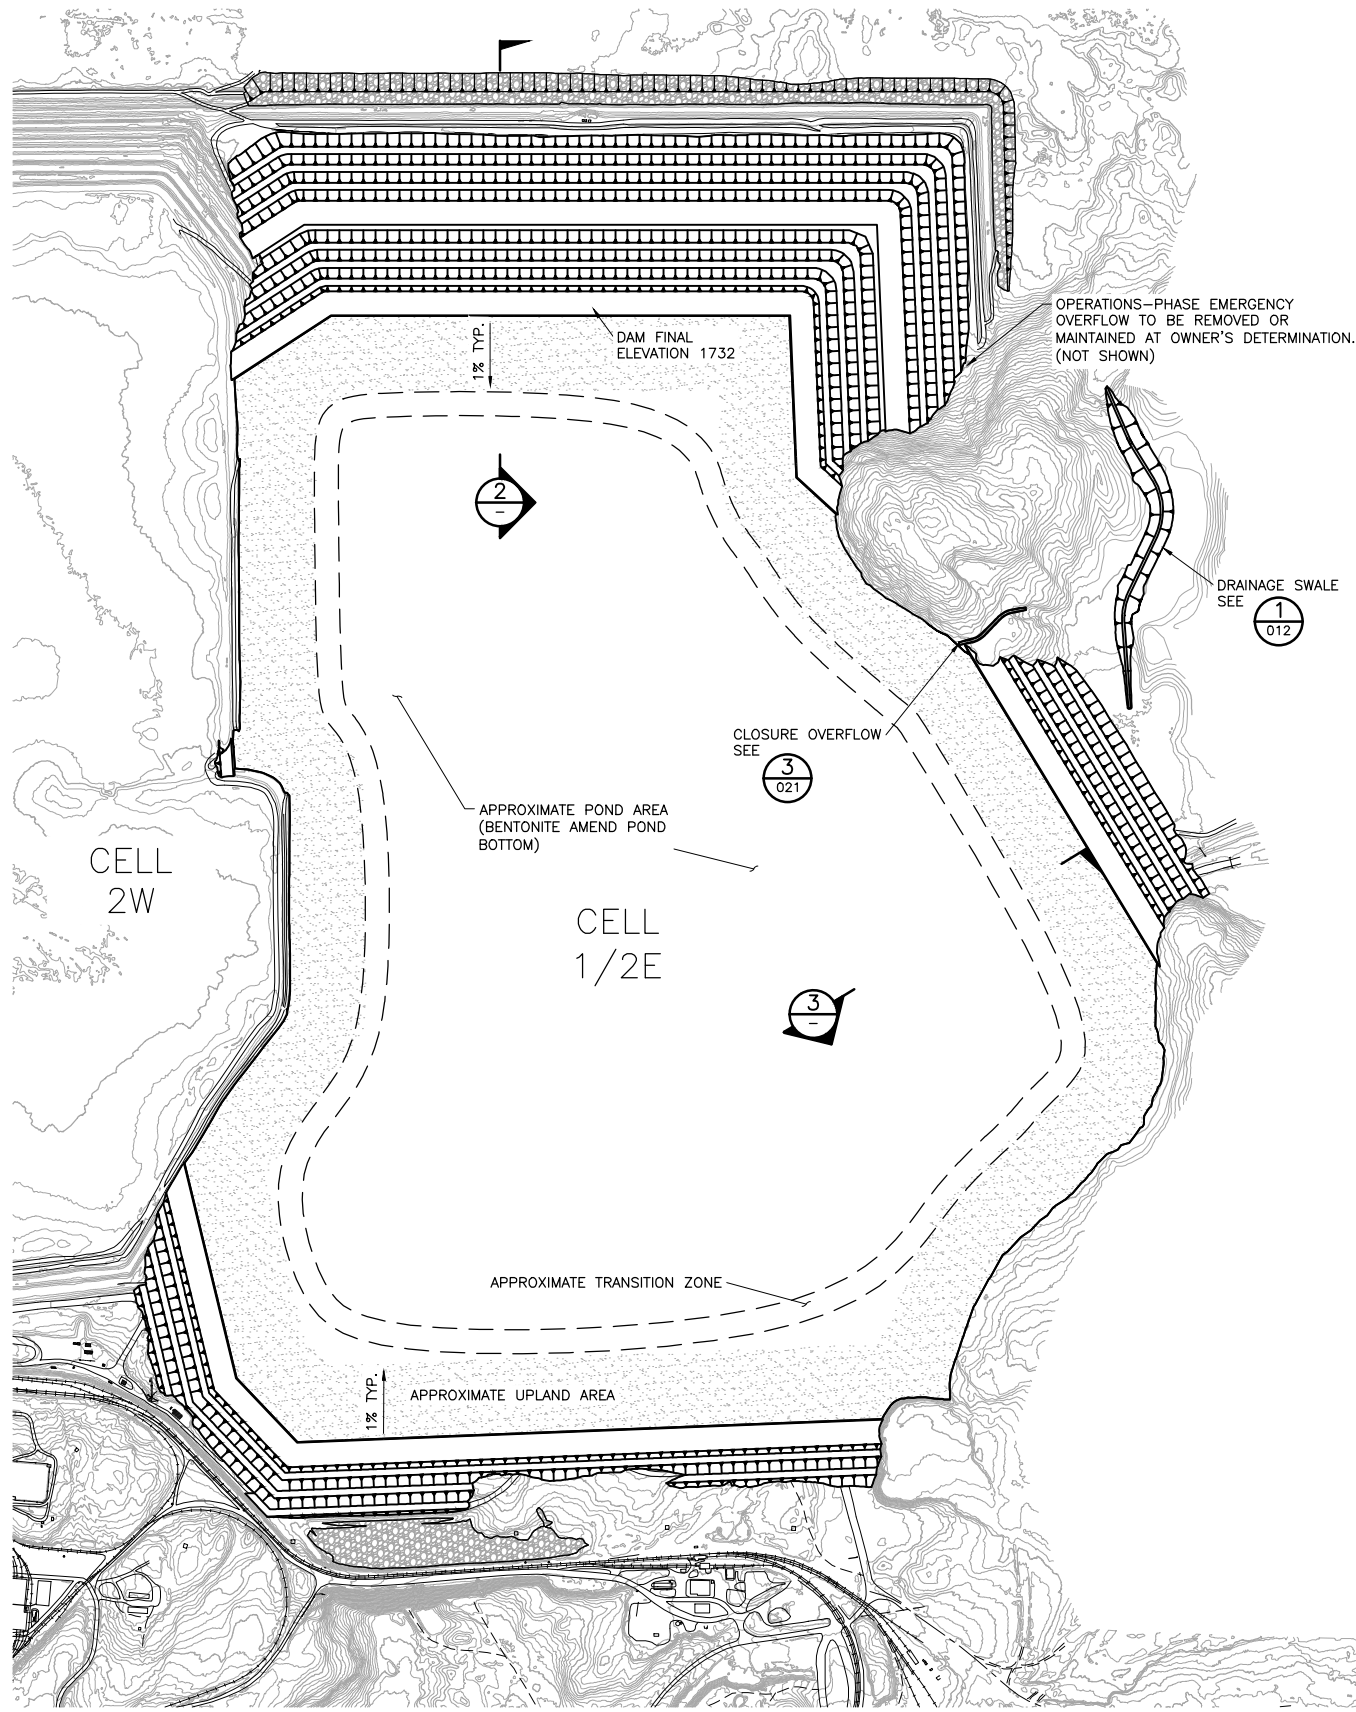 OPERATIONS–PHASE EMERGENCY
OVERFLOW TO BE REMOVED OR
MAINTAINED AT OWNER'S DETERMINATION.
(NOT SHOWN)
1% TYP.
DAM FINAL
ELEVATION 1732
2
–
DRAINAGE SWALE
SEE
1
012
CLOSURE OVERFLOW
SEE
3
021
APPROXIMATE POND AREA
(BENTONITE AMEND POND
BOTTOM)
CELL
2W
CELL
1/2E
3
–
APPROXIMATE TRANSITION ZONE
1% TYP.
APPROXIMATE UPLAND AREA